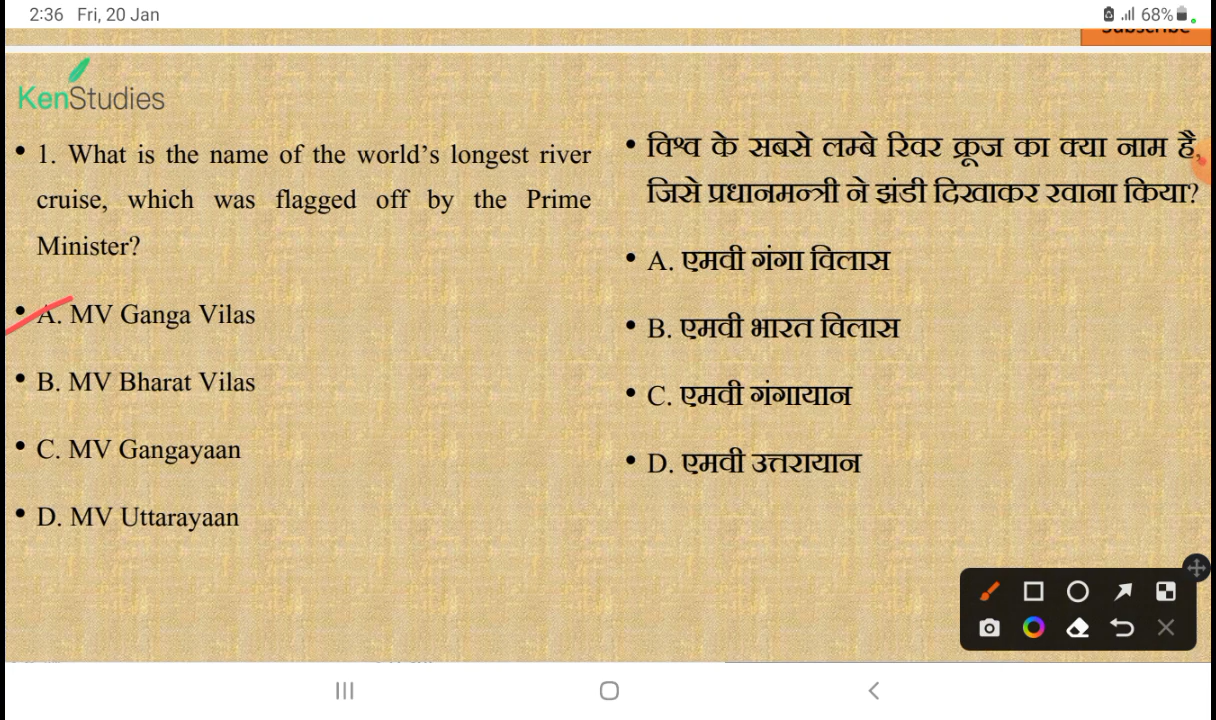 2:36 Fri, 20 Jan
68%
Subscribe
KenStudies
• 1. What is the name of the world's longest river
cruise, which was flagged off by the Prime
Minister?
• A. MV Ganga Vilas
• B. MV Bharat Vilas
• C. MV Gangayaan
• D. MV Uttarayaan
• विश्व के सबसे लम्बे रिवर क्रूज का क्या नाम है,
जिसे प्रधानमन्त्री ने झंडी दिखाकर रवाना किया?
• A. एमवी गंगा विलास
• B. एमवी भारत विलास
• C. एमवी गंगायान
• D. एमवी उत्तरायान